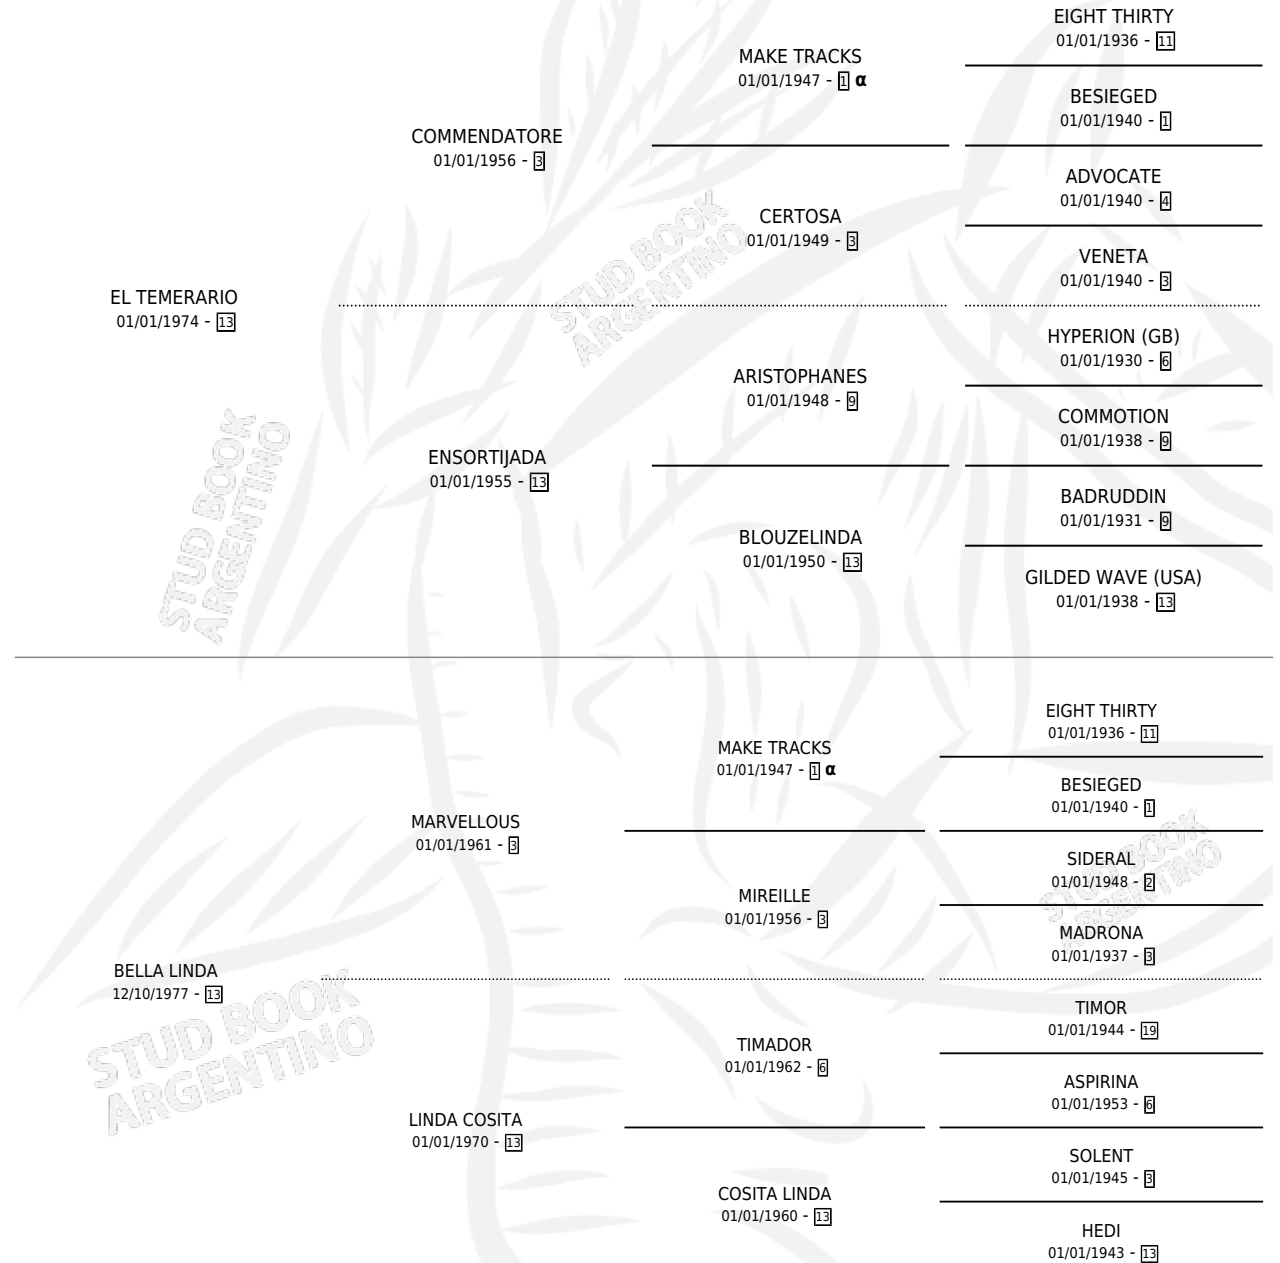 EIGHT THIRTY
01/01/1936 - 11
MAKE TRACKS
01/01/1947 - 1 α
BESIEGED
01/01/1940 - 1
COMMENDATORE
01/01/1956 - 3
ADVOCATE
01/01/1940 - 4
CERTOSA
01/01/1949 - 3
VENETA
01/01/1940 - 3
EL TEMERARIO
01/01/1974 - 13
HYPERION (GB)
01/01/1930 - 6
ARISTOPHANES
01/01/1948 - 9
COMMOTION
01/01/1938 - 9
ENSORTIJADA
01/01/1955 - 13
BADRUDDIN
01/01/1931 - 9
BLOUZELINDA
01/01/1950 - 13
GILDED WAVE (USA)
01/01/1938 - 13
STUD BOOK
ARGENTINO
STUD BOOK
ARGENTINO
EIGHT THIRTY
01/01/1936 - 11
MAKE TRACKS
01/01/1947 - 1 α
BESIEGED
01/01/1940 - 1
MARVELLOUS
01/01/1961 - 3
SIDERAL
01/01/1948 - 2
MIREILLE
01/01/1956 - 3
MADRONA
01/01/1937 - 3
BELLA LINDA
12/10/1977 - 13
TIMOR
01/01/1944 - 19
TIMADOR
01/01/1962 - 6
ASPIRINA
01/01/1953 - 6
LINDA COSITA
01/01/1970 - 13
SOLENT
01/01/1945 - 3
COSITA LINDA
01/01/1960 - 13
HEDI
01/01/1943 - 13
STUD BOOK
ARGENTINO
STUD BOOK
ARGENTINO